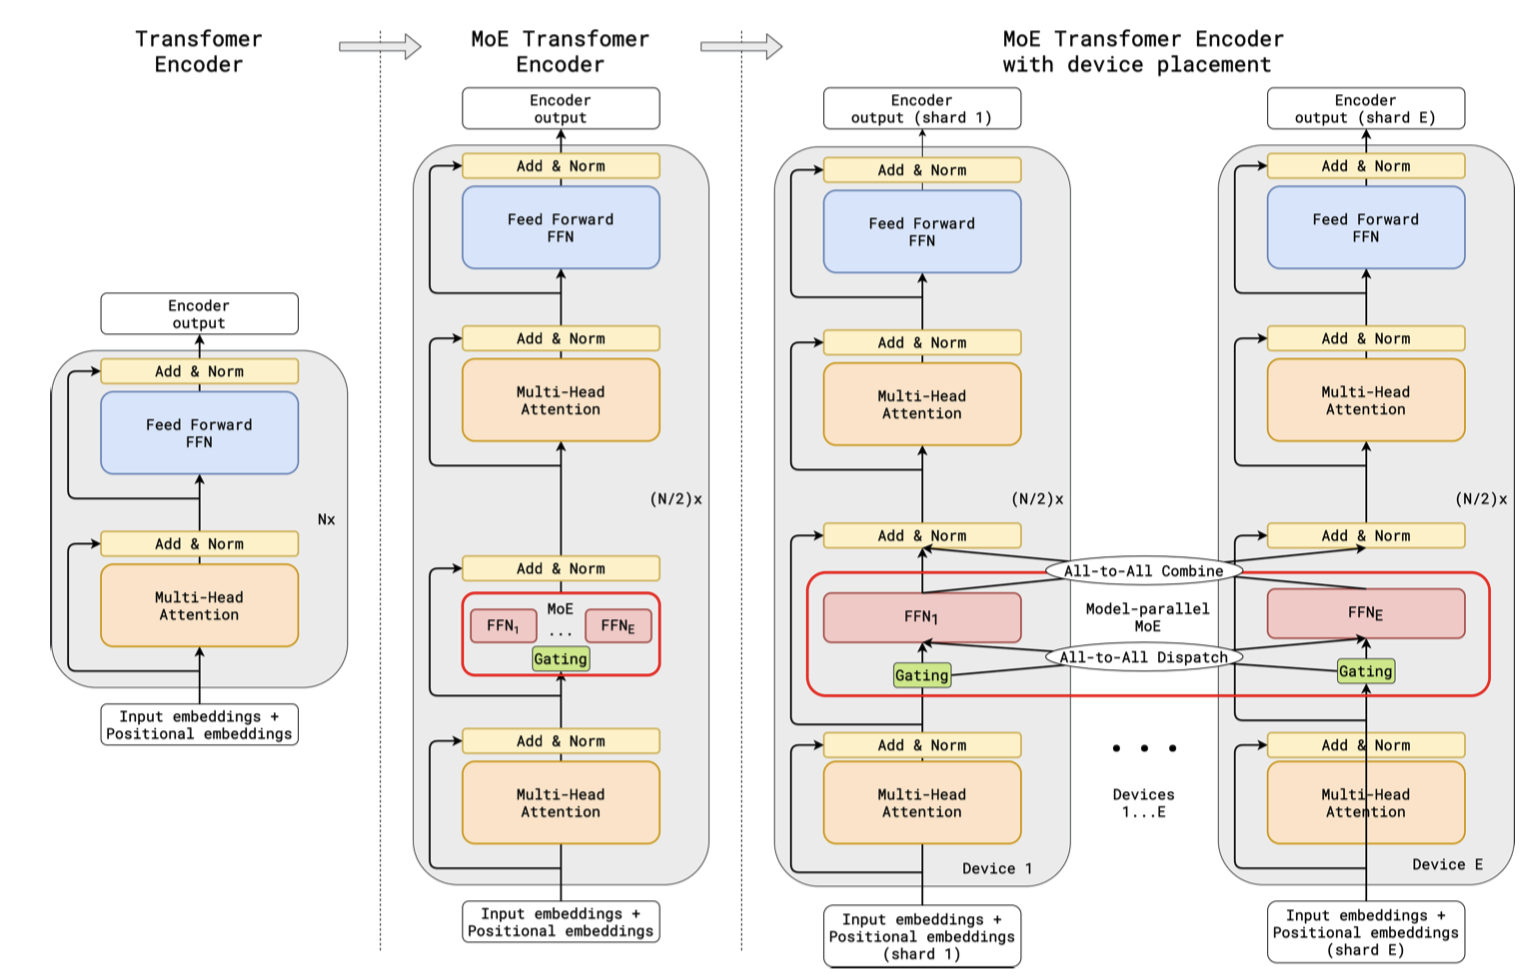 Transfomer
Encoder
Encoder
output
Add & Norm
Feed Forward
FFN
Nx
Add & Norm
Multi-Head
Attention
Input embeddings +
Positional embeddings
MoE Transfomer
Encoder
Encoder
output
Add & Norm
Feed Forward
FFN
Add & Norm
Multi-Head
Attention
(N/2)x
Add & Norm
MoE
FFN1
...
FFNE
Gating
Add & Norm
Multi-Head
Attention
Input embeddings +
Positional embeddings
MoE Transfomer Encoder
with device placement
Encoder
output (shard 1)
Add & Norm
Feed Forward
FFN
Add & Norm
Multi-Head
Attention
(N/2)x
Add & Norm
FFN1
Gating
Add & Norm
Multi-Head
Attention
Device 1
Input embeddings +
Positional embeddings
(shard 1)
All-to-All Combine
Model-parallel
MoE
All-to-All Dispatch
• • •
Devices
1...E
Encoder
output (shard E)
Add & Norm
Feed Forward
FFN
Add & Norm
Multi-Head
Attention
(N/2)x
Add & Norm
FFNE
Gating
Add & Norm
Multi-Head
Attention
Device E
Input embeddings +
Positional embeddings
(shard E)